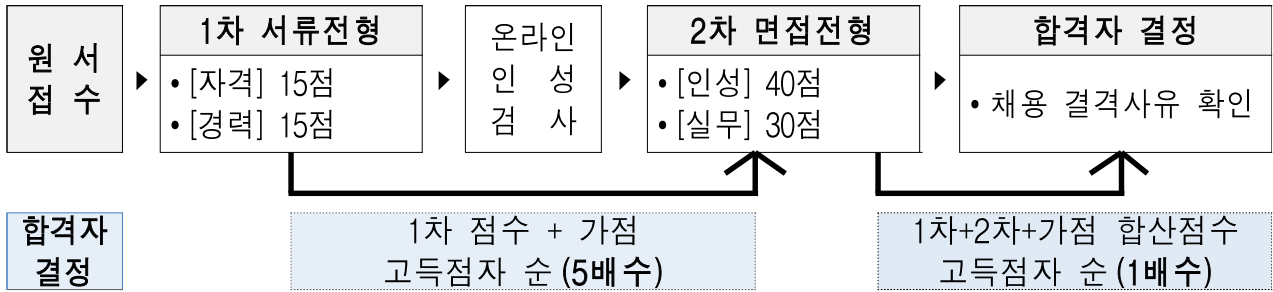 원 서
접 수
1차 서류전형
• [자격] 15점
• [경력] 15점
온라인
인 성
검 사
2차 면접전형
• [인성] 40점
• [실무] 30점
합격자 결정
• 채용 결격사유 확인
합격자
결정
1차 점수 + 가점
고득점자 순 (5배수)
1차+2차+가점 합산점수
고득점자 순 (1배수)